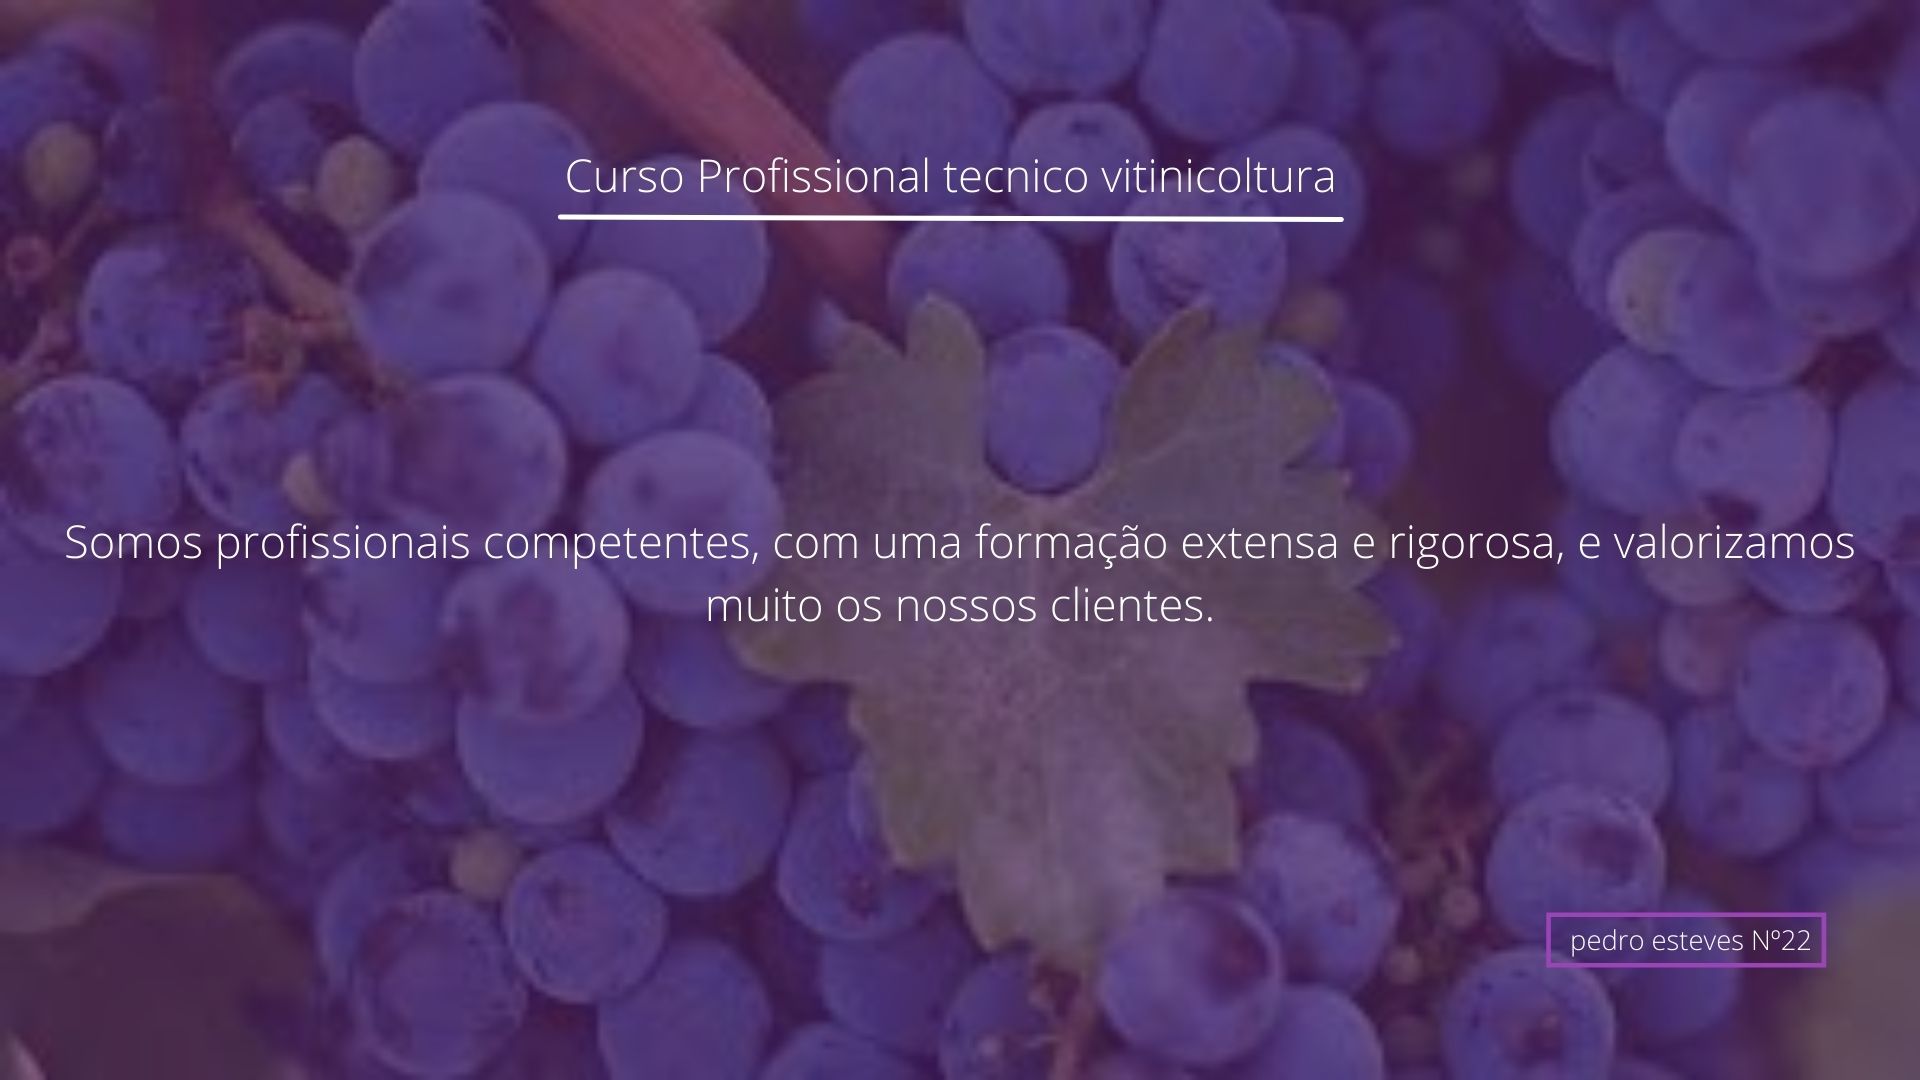 Curso Profissional tecnico vitinicoltura
Somos profissionais competentes, com uma formação extensa e rigorosa, e valorizamos
muito os nossos clientes.
pedro esteves Nº22